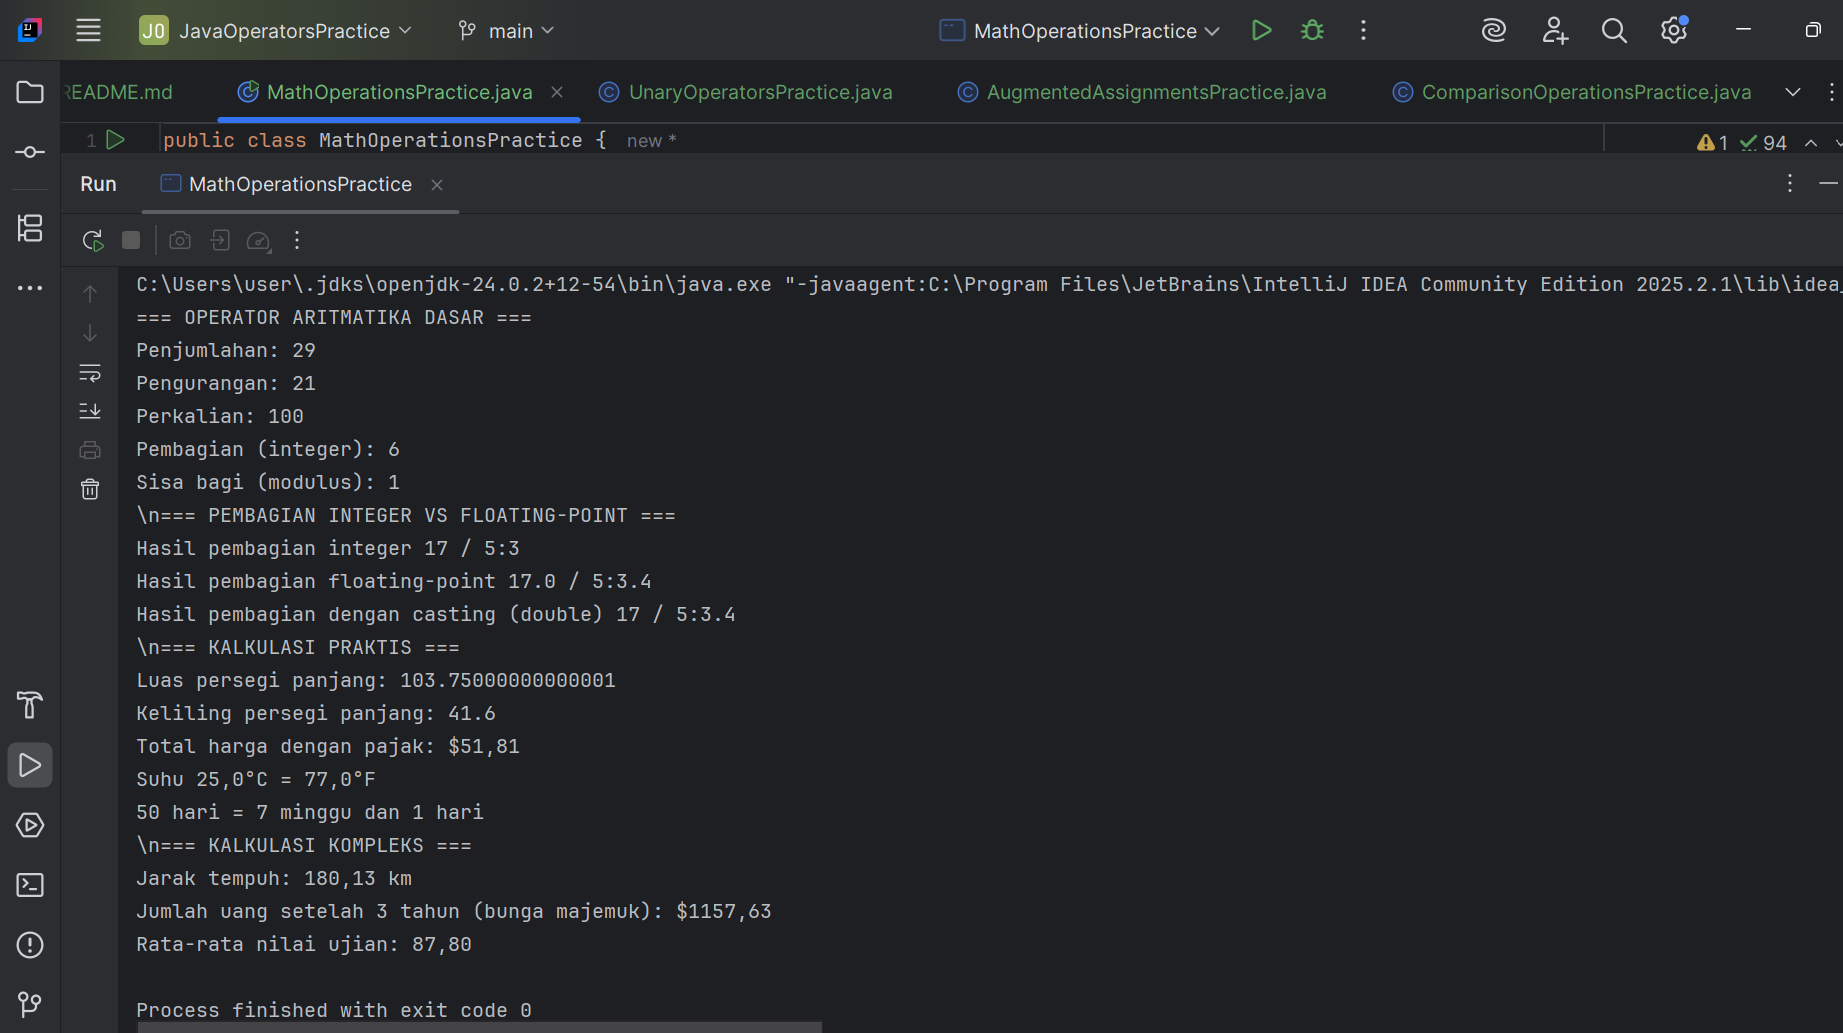 JO JavaOperatorsPractice main MathOperationsPractice
README.md MathOperationsPractice.java UnaryOperatorsPractice.java AugmentedAssignmentsPractice.java ComparisonOperationsPractice.java
1 public class MathOperationsPractice { new *
1 94
Run MathOperationsPractice
C:\Users\user\.jdks\openjdk-24.0.2+12-54\bin\java.exe "-javaagent:C:\Program Files\JetBrains\IntelliJ IDEA Community Edition 2025.2.1\lib\idea_
=== OPERATOR ARITMATIKA DASAR ===
Penjumlahan: 29
Pengurangan: 21
Perkalian: 100
Pembagian (integer): 6
Sisa bagi (modulus): 1
\n=== PEMBAGIAN INTEGER VS FLOATING-POINT ===
Hasil pembagian integer 17 / 5:3
Hasil pembagian floating-point 17.0 / 5:3.4
Hasil pembagian dengan casting (double) 17 / 5:3.4
\n=== KALKULASI PRAKTIS ===
Luas persegi panjang: 103.75000000000001
Keliling persegi panjang: 41.6
Total harga dengan pajak: $51,81
Suhu 25,0°C = 77,0°F
50 hari = 7 minggu dan 1 hari
\n=== KALKULASI KOMPLEKS ===
Jarak tempuh: 180,13 km
Jumlah uang setelah 3 tahun (bunga majemuk): $1157,63
Rata-rata nilai ujian: 87,80
Process finished with exit code 0